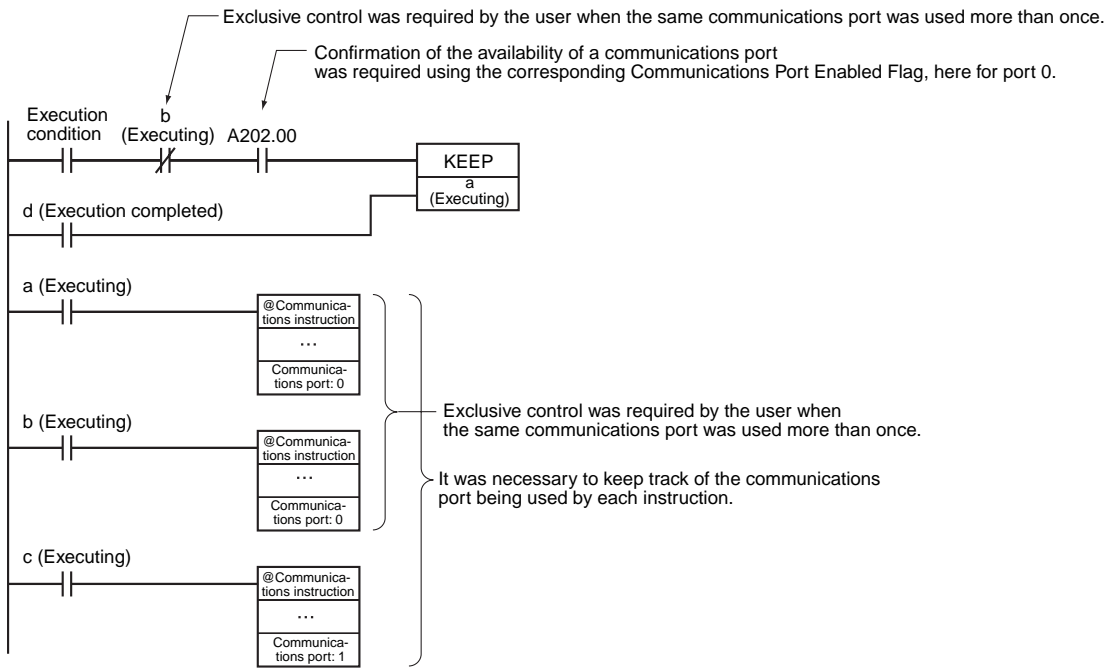 Exclusive control was required by the user when the same communications port was used more than once.
Confirmation of the availability of a communications port
was required using the corresponding Communications Port Enabled Flag, here for port 0.
Execution
condition
b
(Executing)
A202.00
KEEP
a
(Executing)
d (Execution completed)
a (Executing)
@Communica-
tions instruction
...
Communica-
tions port: 0
b (Executing)
@Communica-
tions instruction
...
Communica-
tions port: 0
Exclusive control was required by the user when
the same communications port was used more than once.
It was necessary to keep track of the communications
port being used by each instruction.
c (Executing)
@Communica-
tions instruction
...
Communica-
tions port: 1